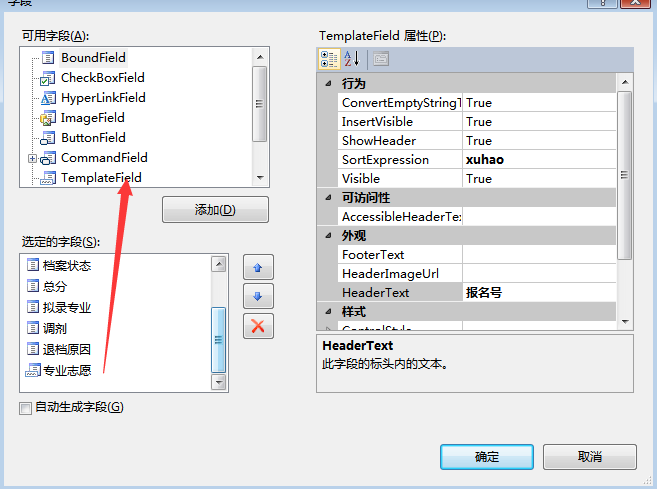 字段
可用字段(A):
BoundField
CheckBoxField
HyperLinkField
ImageField
ButtonField
CommandField
TemplateField
添加(D)
选定的字段(S):
档案状态
总分
拟录专业
调剂
退档原因
专业志愿
自动生成字段(G)
TemplateField 属性(P):
行为
ConvertEmptyStringT
True
InsertVisible
True
ShowHeader
True
SortExpression
xuhao
Visible
True
可访问性
AccessibleHeaderTex
外观
FooterText
HeaderImageUrl
HeaderText
报名号
样式
ControlStyle
HeaderText
此字段的标头内的文本。
确定
取消